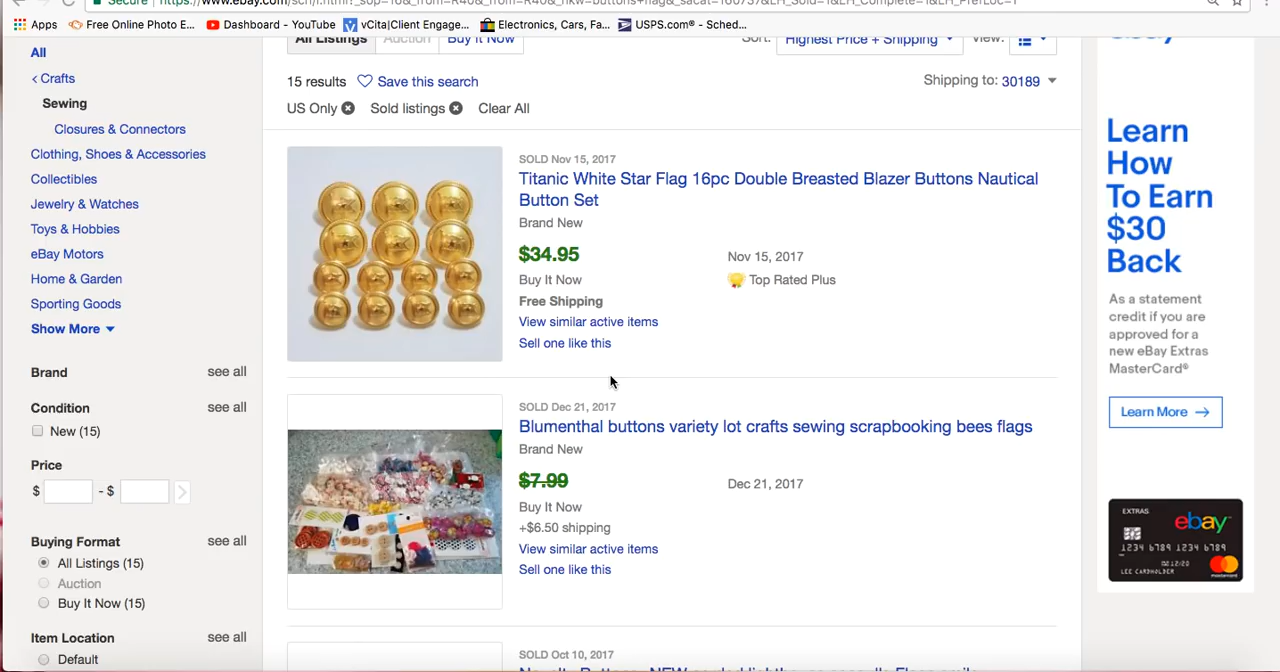 Secure
Apps Free Online Photo E... Dashboard - YouTube vCita|Client Engage... Electronics, Cars, Fa... USPS.com® - Sched...
All
< Crafts
Sewing
Closures & Connectors
Clothing, Shoes & Accessories
Collectibles
Jewelry & Watches
Toys & Hobbies
eBay Motors
Home & Garden
Sporting Goods
Show More
Brand see all
Condition see all
New (15)
Price
$ - $
Buying Format see all
All Listings (15)
Auction
Buy It Now (15)
Item Location see all
Default
All Listings Auction Buy It Now Sort: Highest Price + Shipping View:
15 results Save this search Shipping to: 30189
US Only Sold listings Clear All
SOLD Nov 15, 2017
Titanic White Star Flag 16pc Double Breasted Blazer Buttons Nautical
Button Set
Brand New
$34.95 Nov 15, 2017
Buy It Now Top Rated Plus
Free Shipping
View similar active items
Sell one like this
SOLD Dec 21, 2017
Blumenthal buttons variety lot crafts sewing scrapbooking bees flags
Brand New
$7.99 Dec 21, 2017
Buy It Now
+$6.50 shipping
View similar active items
Sell one like this
SOLD Oct 10, 2017
ebay
Learn
How
To Earn
$30
Back
As a statement
credit if you are
approved for a
new eBay Extras
MasterCard®
Learn More →
EXTRAS
ebay
1234 6789 1234 6789
LEE CARDHOLDER
mastercard